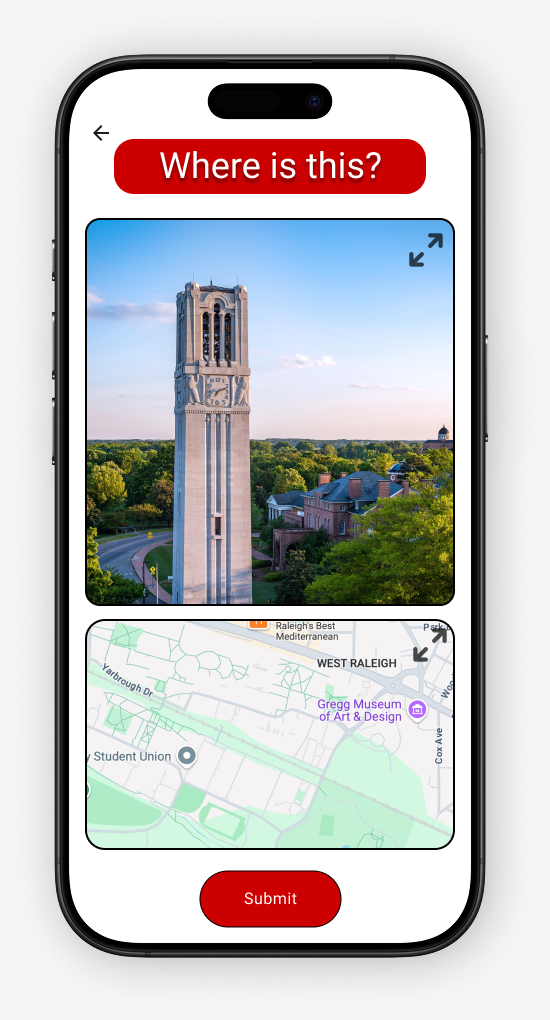 Where is this?
Raleigh's Best
Mediterranean
WEST RALEIGH
Yarbrough Dr
Gregg Museum
of Art & Design
Cox Ave
y Student Union
Submit